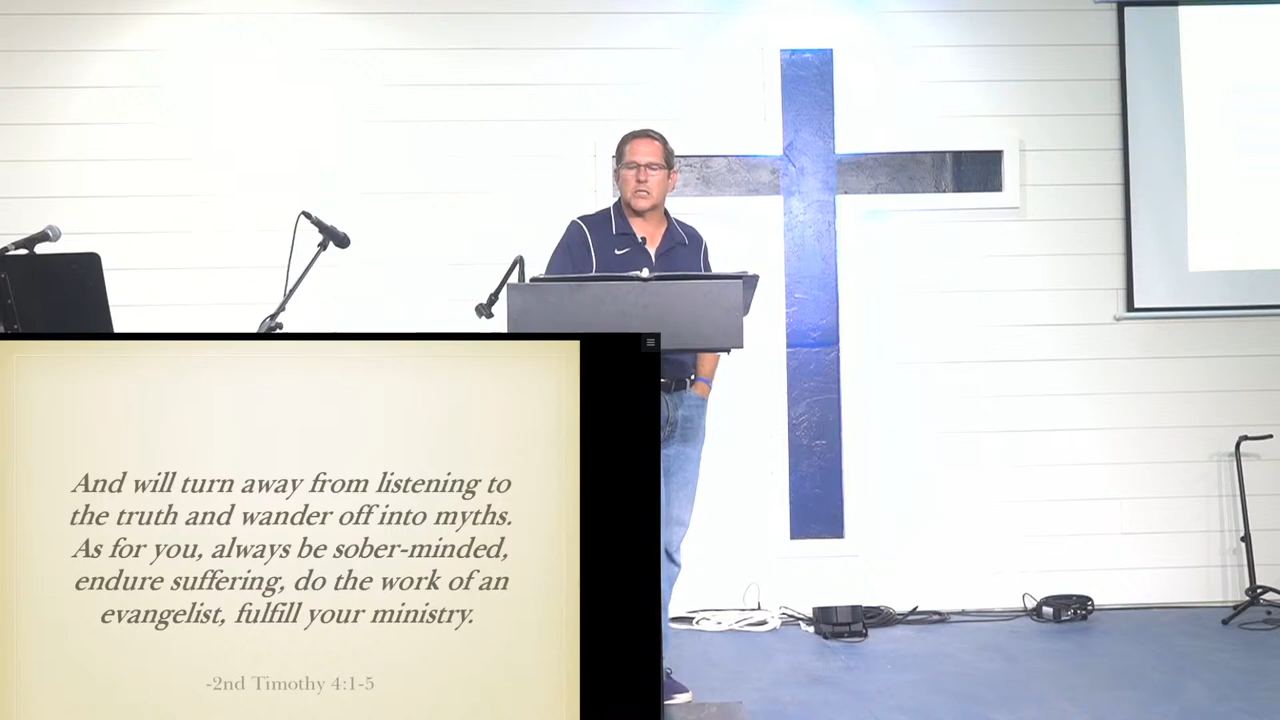 And will turn away from listening to
the truth and wander off into myths.
As for you, always be sober-minded,
endure suffering, do the work of an
evangelist, fulfill your ministry.
-2nd Timothy 4:1-5